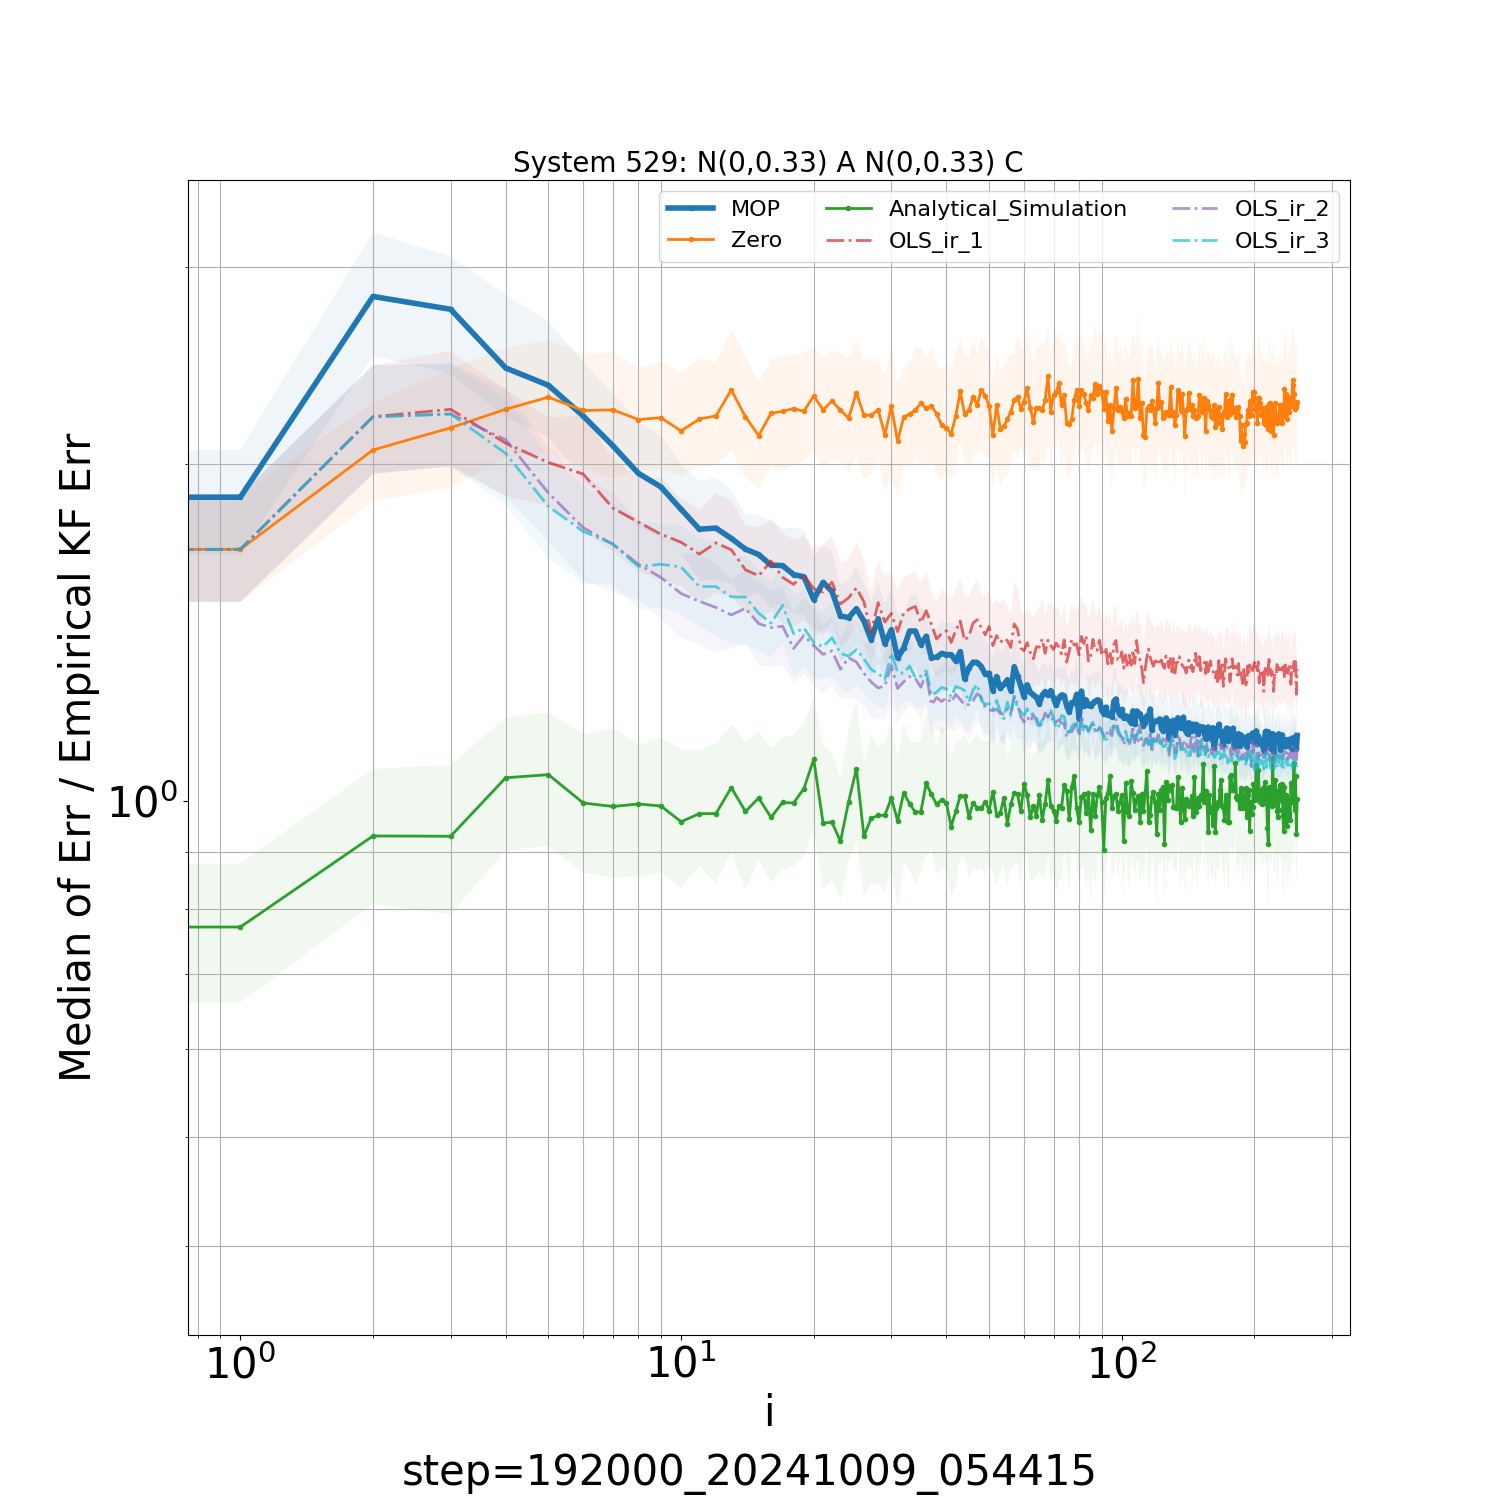 System 529: N(0,0.33) A N(0,0.33) C
MOP
Zero
Analytical_Simulation
OLS_ir_1
OLS_ir_2
OLS_ir_3
Median of Err / Empirical KF Err
10⁰
10⁰ 10¹ 10²
i
step=192000_20241009_054415